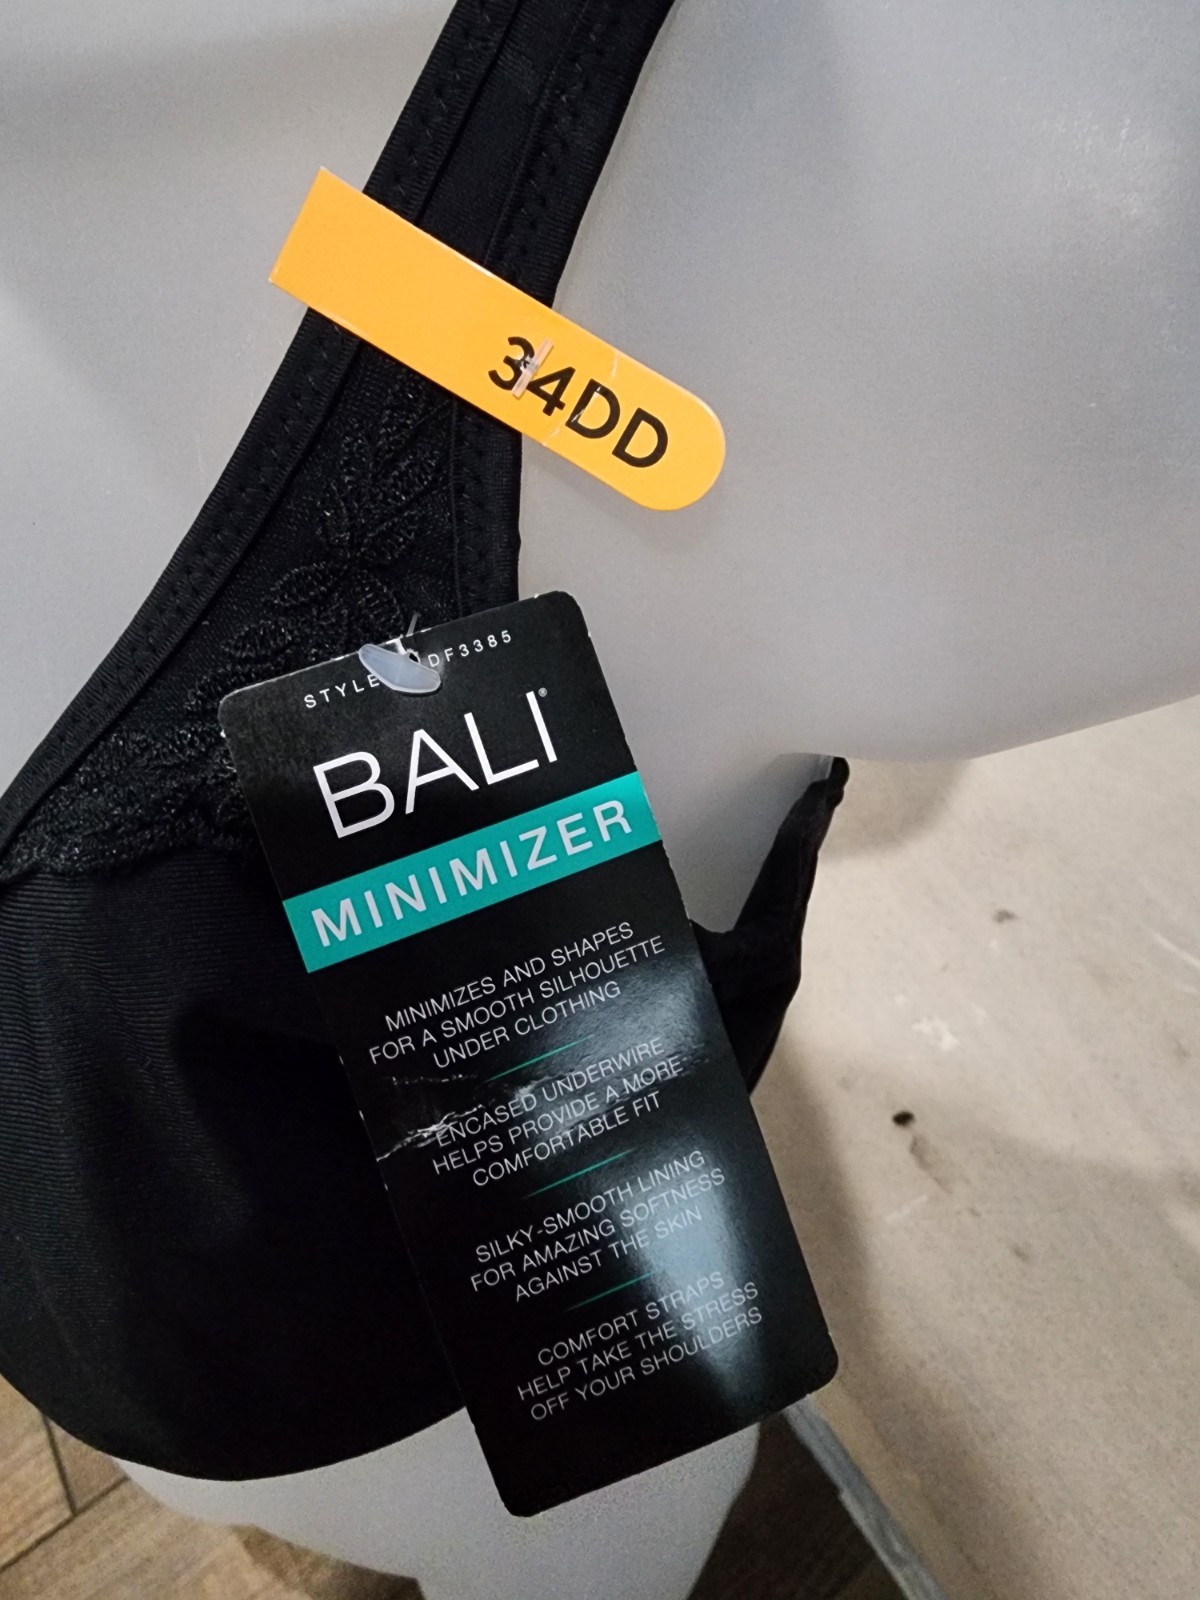 34DD
STYLE DF3385
BALI®
MINIMIZER
MINIMIZES AND SHAPES
FOR A SMOOTH SILHOUETTE
UNDER CLOTHING
ENCASED UNDERWIRE
HELPS PROVIDE A MORE
COMFORTABLE FIT
SILKY-SMOOTH LINING
FOR AMAZING SOFTNESS
AGAINST THE SKIN
COMFORT STRAPS
HELP TAKE THE STRESS
OFF YOUR SHOULDERS